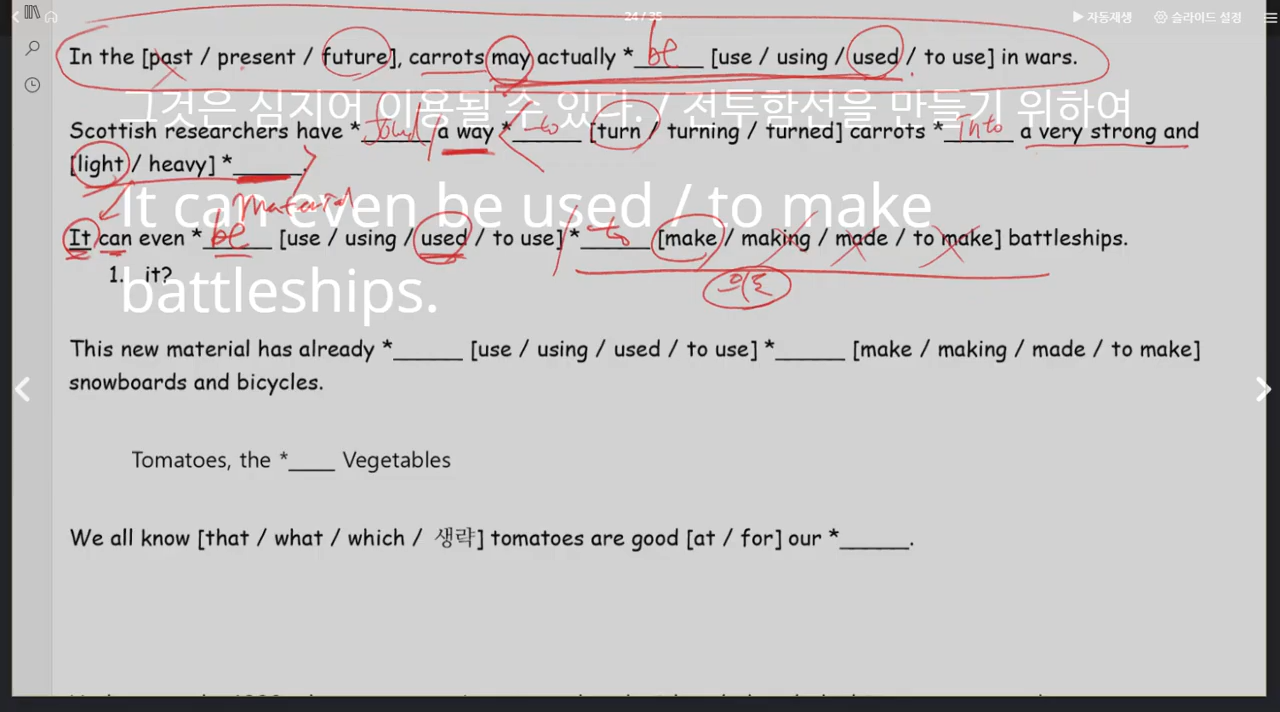 24 / 35
자동재생
슬라이드 설정
In the [past / present / future], carrots may actually *be______ [use / using / used / to use] in wars.
그것은 심지어 이용될 수 있다. / 전투함선을 만들기 위하여
Scottish researchers have *found______ a way *to______ [turn / turning / turned] carrots *into______ a very strong and
[light / heavy] *______.
material
It can even be used / to make
It can even *be______ [use / using / used / to use] *to______ [make / making / made / to make] battleships.
1. it?
battleships.
This new material has already *______ [use / using / used / to use] *______ [make / making / made / to make]
snowboards and bicycles.
Tomatoes, the *____ Vegetables
We all know [that / what / which / 생략] tomatoes are good [at / for] our *______.